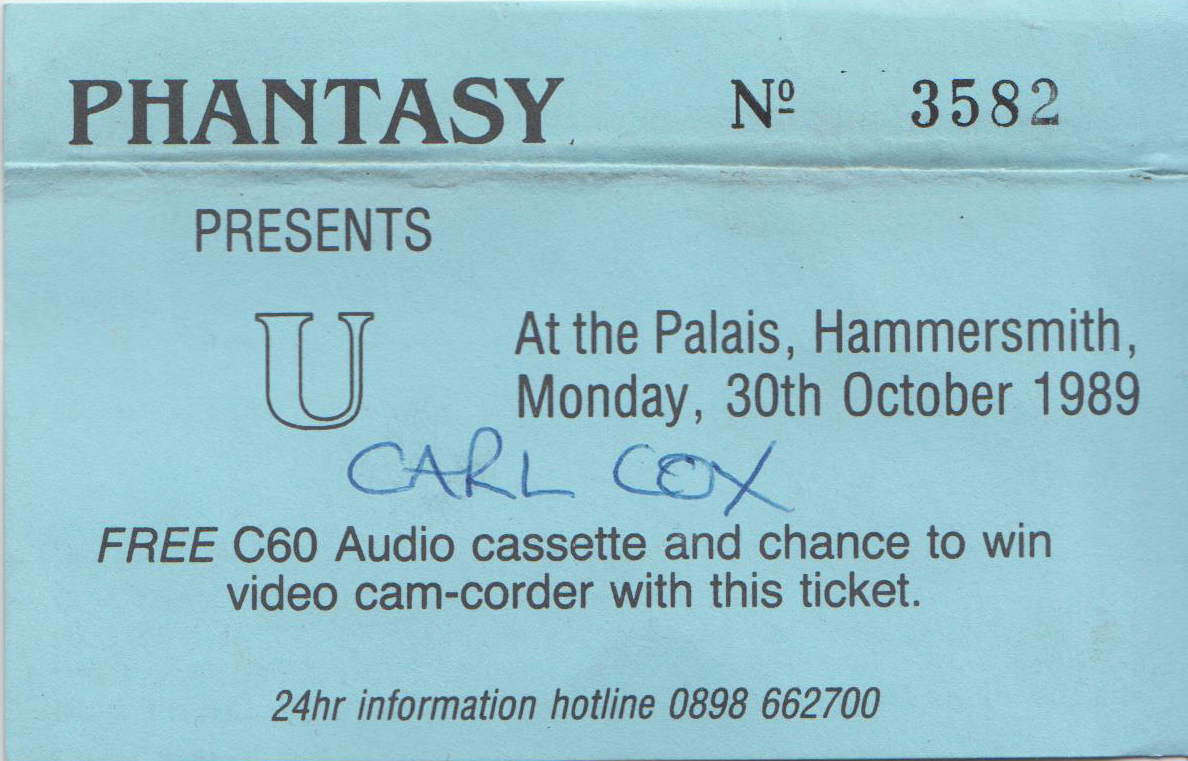 PHANTASY Nº 3582
PRESENTS
U
At the Palais, Hammersmith,
Monday, 30th October 1989
CARL COX
FREE C60 Audio cassette and chance to win
video cam-corder with this ticket.
24hr information hotline 0898 662700